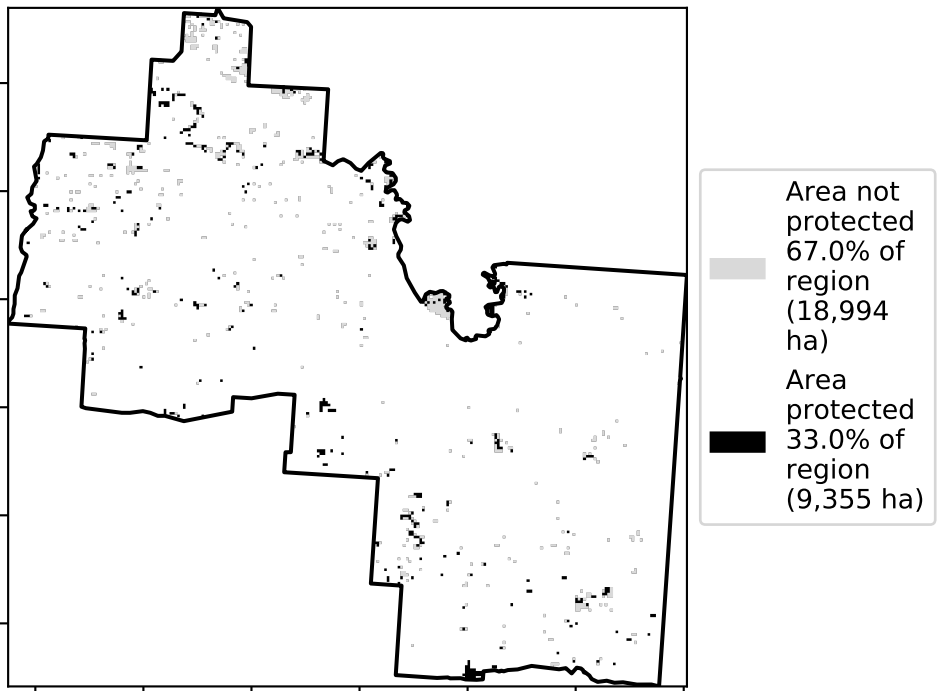 Area not
protected
67.0% of
region
(18,994
ha)
Area
protected
33.0% of
region
(9,355 ha)